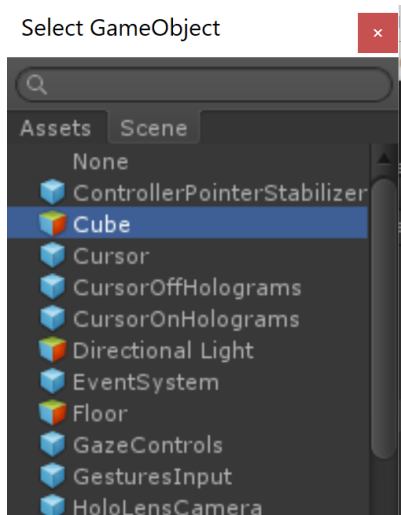 Select GameObject
Assets Scene
None
ControllerPointerStabilizer
Cube
Cursor
CursorOffHolograms
CursorOnHolograms
Directional Light
EventSystem
Floor
GazeControls
GesturesInput
HoloLensCamera